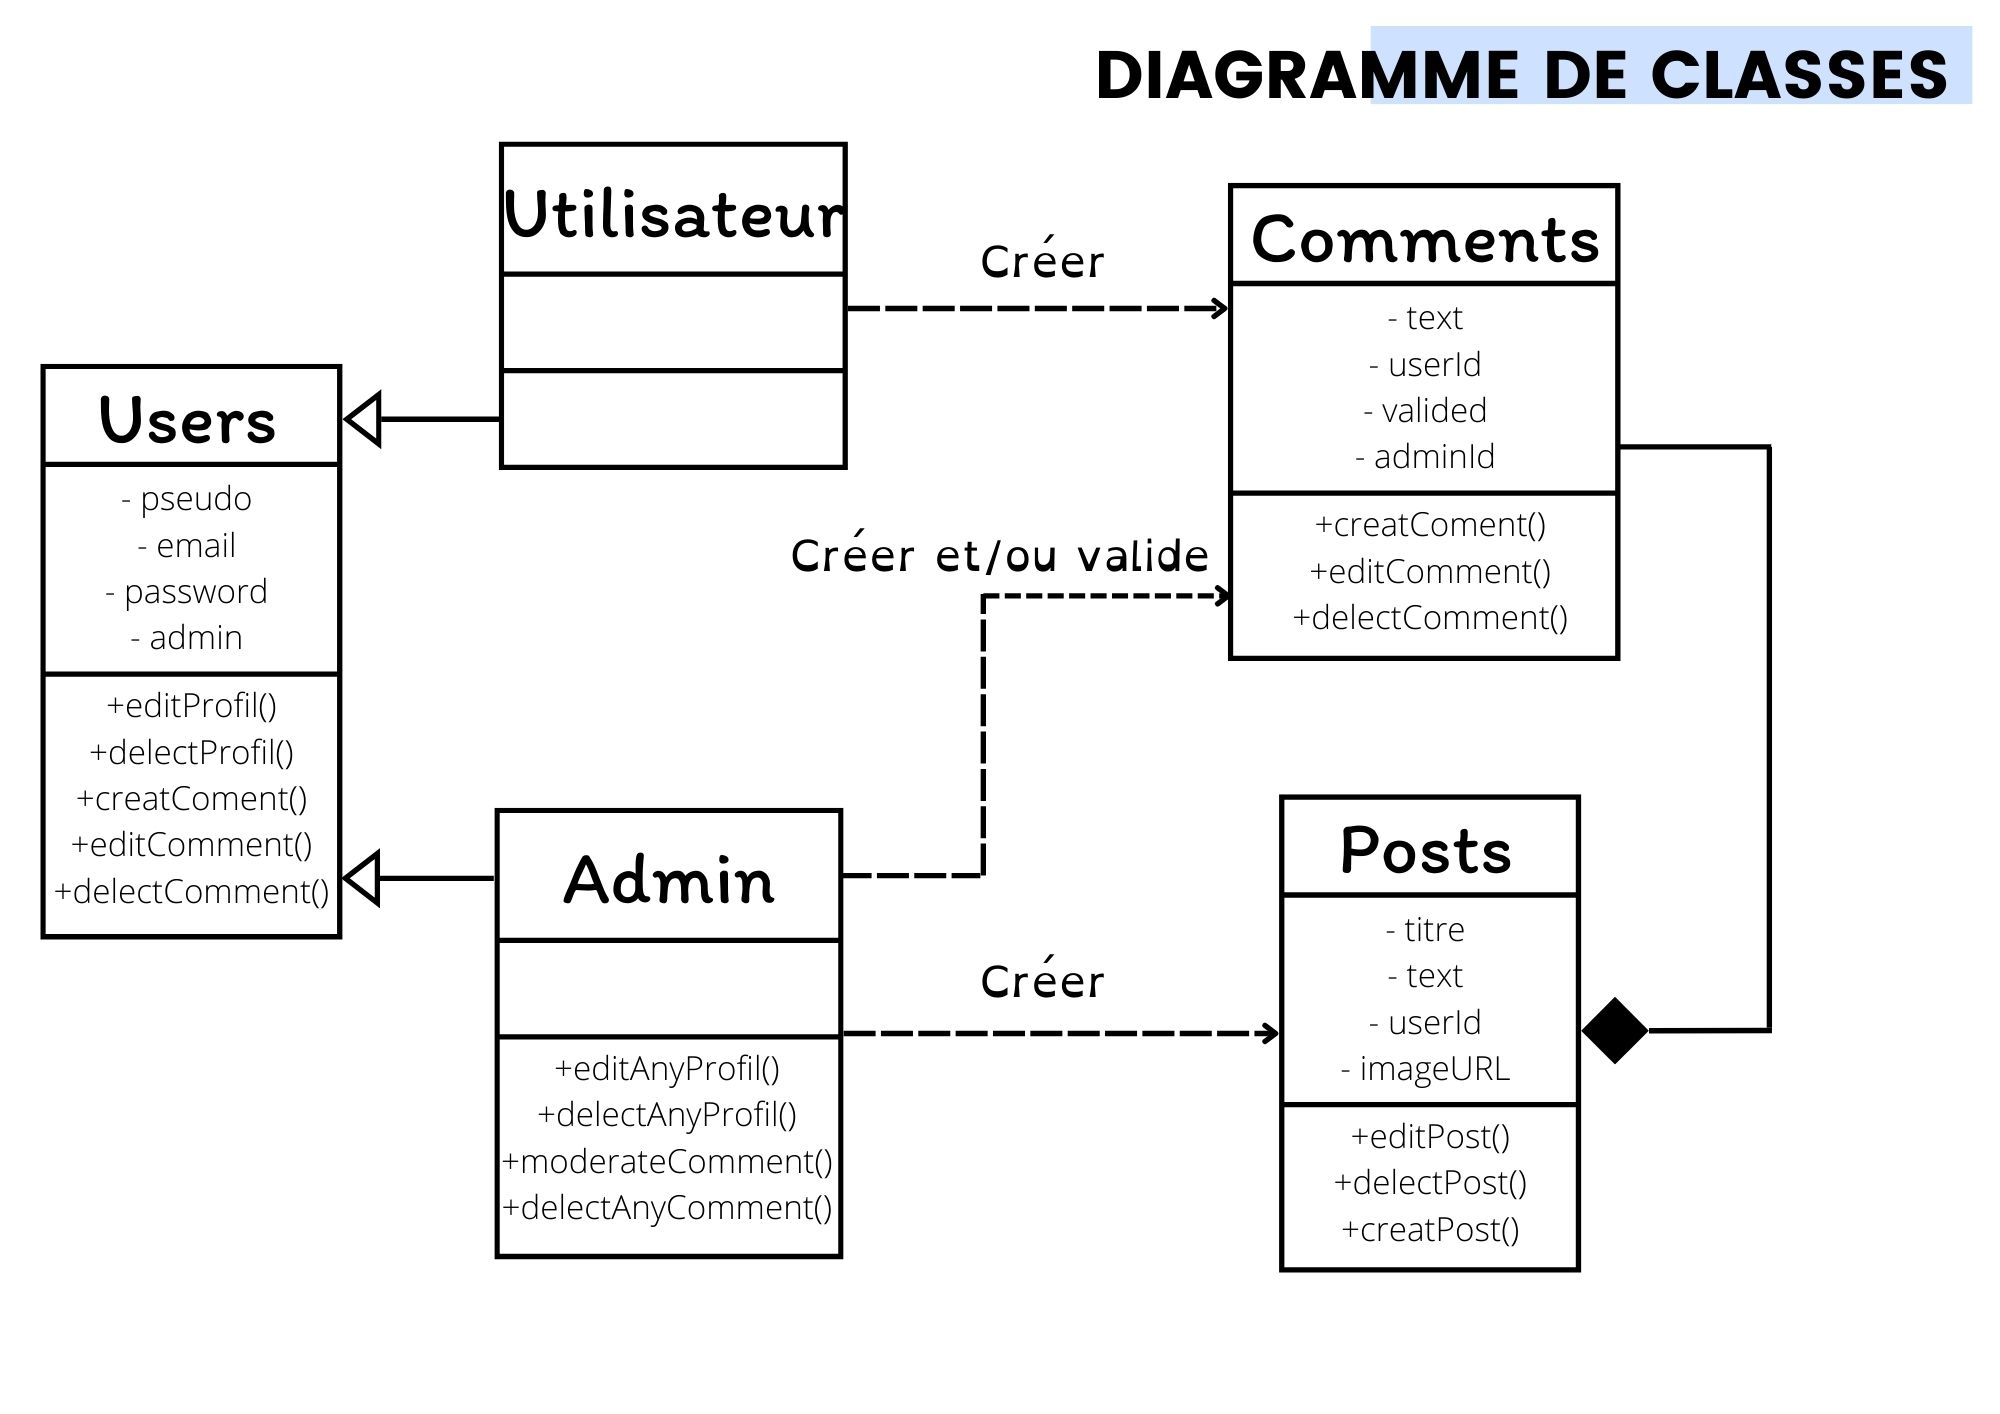 DIAGRAMME DE CLASSES
Utilisateur
Créer
Comments
- text
- userId
- valided
- adminId
+creatComent()
+editComment()
+delectComment()
Users
- pseudo
- email
- password
- admin
+editProfil()
+delectProfil()
+creatComent()
+editComment()
+delectComment()
Créer et/ou valide
Admin
+editAnyProfil()
+delectAnyProfil()
+moderateComment()
+delectAnyComment()
Créer
Posts
- titre
- text
- userId
- imageURL
+editPost()
+delectPost()
+creatPost()